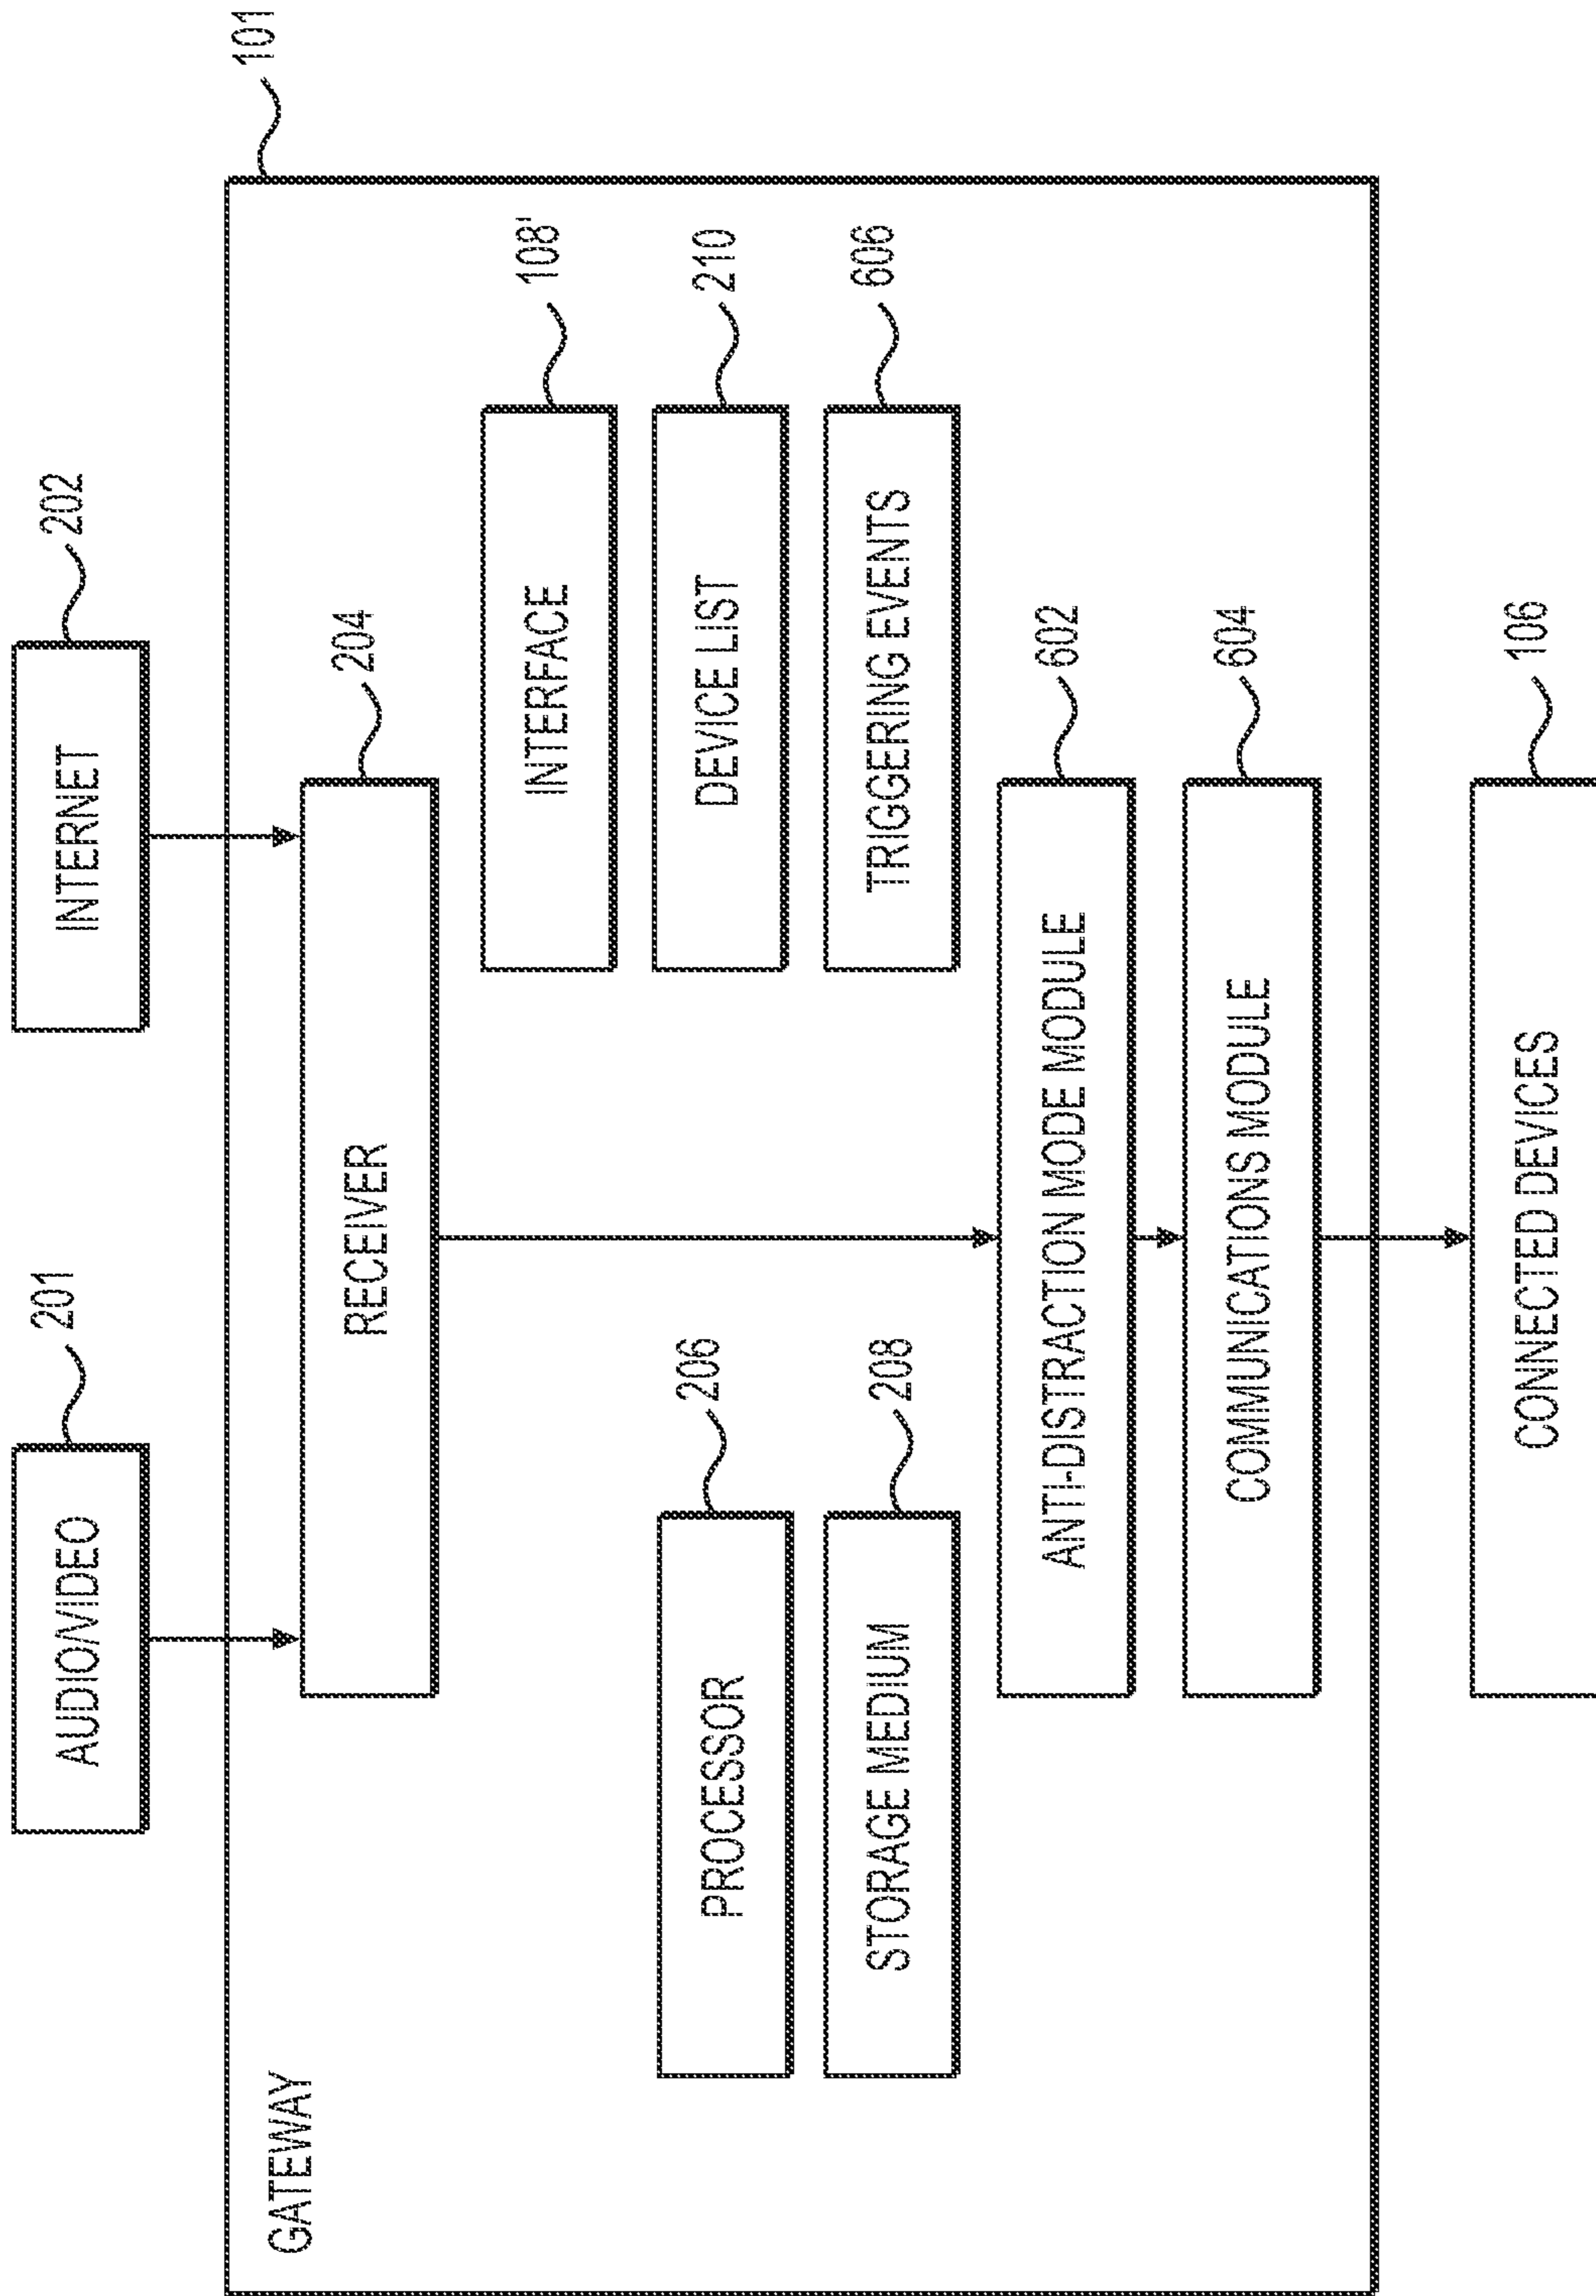 AUDIO/VIDEO
201
INTERNET
202
GATEWAY
101
RECEIVER
204
INTERFACE
108'
PROCESSOR
206
DEVICE LIST
210
STORAGE MEDIUM
208
TRIGGERING EVENTS
606
ANTI-DISTRACTION MODE MODULE
602
COMMUNICATIONS MODULE
604
CONNECTED DEVICES
106